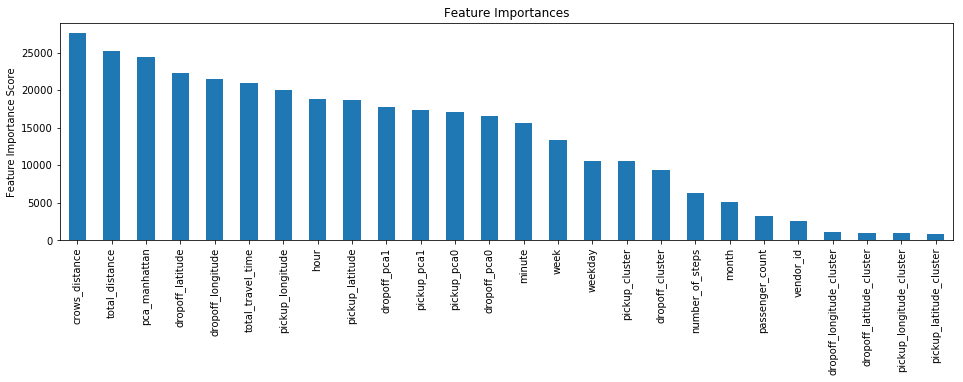 Feature Importances
Feature Importance Score
25000
20000
15000
10000
5000
0
crows_distance
total_distance
pca_manhattan
dropoff_latitude
dropoff_longitude
total_travel_time
pickup_longitude
hour
pickup_latitude
dropoff_pca1
pickup_pca1
pickup_pca0
dropoff_pca0
minute
week
weekday
pickup_cluster
dropoff_cluster
number_of_steps
month
passenger_count
vendor_id
dropoff_longitude_cluster
dropoff_latitude_cluster
pickup_longitude_cluster
pickup_latitude_cluster